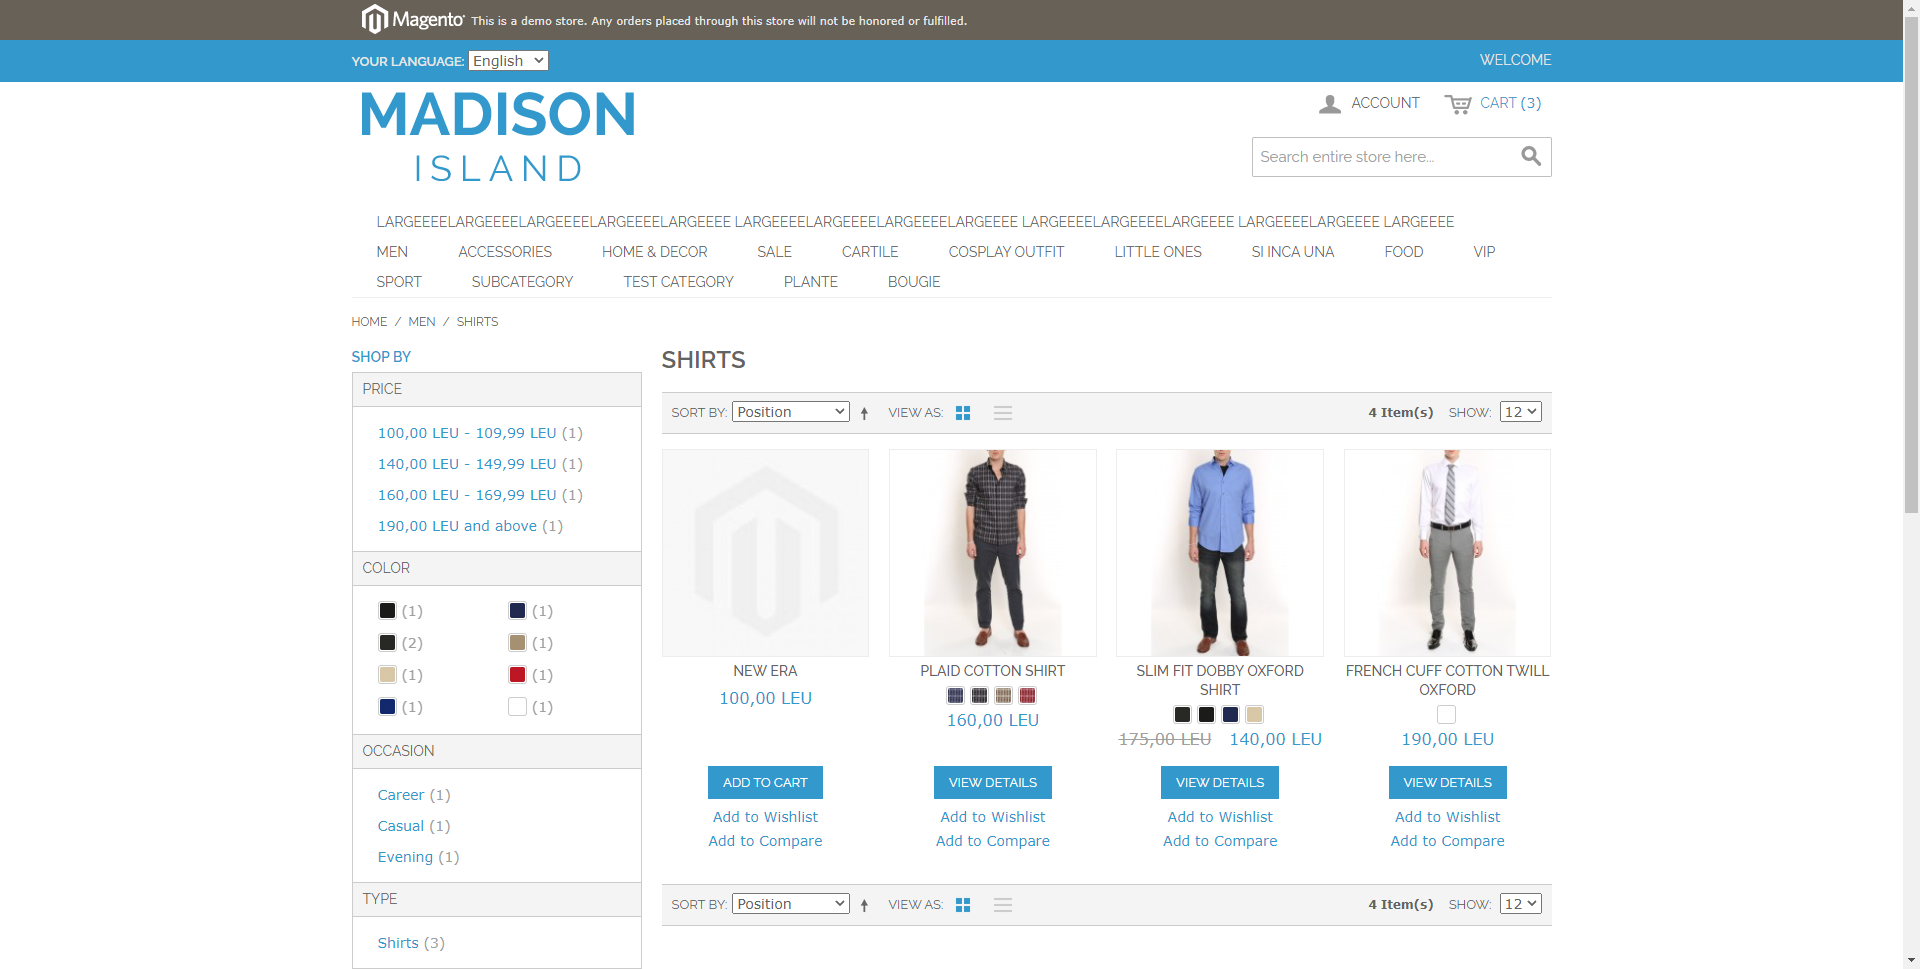 Magento® This is a demo store. Any orders placed through this store will not be honored or fulfilled.
YOUR LANGUAGE: English
WELCOME
MADISON
ISLAND
ACCOUNT
CART (3)
Search entire store here...
LARGEEEELARGEEEELARGEEEELARGEEEELARGEEEE LARGEEEELARGEEEELARGEEEELARGEEEE LARGEEEELARGEEEELARGEEEE LARGEEEELARGEEEE LARGEEEE
MEN ACCESSORIES HOME & DECOR SALE CARTILE COSPLAY OUTFIT LITTLE ONES SI INCA UNA FOOD VIP
SPORT SUBCATEGORY TEST CATEGORY PLANTE BOUGIE
HOME / MEN / SHIRTS
SHOP BY
PRICE
100,00 LEU - 109,99 LEU (1)
140,00 LEU - 149,99 LEU (1)
160,00 LEU - 169,99 LEU (1)
190,00 LEU and above (1)
COLOR
(1) (1)
(2) (1)
(1) (1)
(1) (1)
OCCASION
Career (1)
Casual (1)
Evening (1)
TYPE
Shirts (3)
SHIRTS
SORT BY: Position VIEW AS: 4 Item(s) SHOW: 12
NEW ERA
100,00 LEU
ADD TO CART
Add to Wishlist
Add to Compare
PLAID COTTON SHIRT
160,00 LEU
VIEW DETAILS
Add to Wishlist
Add to Compare
SLIM FIT DOBBY OXFORD
SHIRT
175,00 LEU 140,00 LEU
VIEW DETAILS
Add to Wishlist
Add to Compare
FRENCH CUFF COTTON TWILL
OXFORD
190,00 LEU
VIEW DETAILS
Add to Wishlist
Add to Compare
SORT BY: Position VIEW AS: 4 Item(s) SHOW: 12